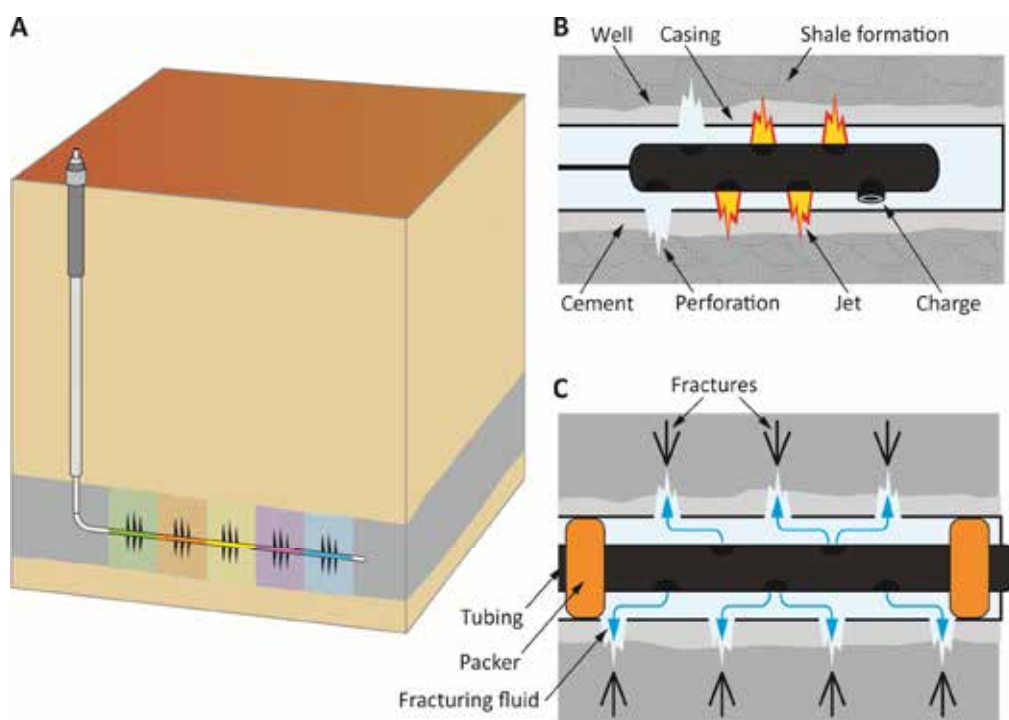 A
B
Well
Casing
Shale formation
Cement
Perforation
Jet
Charge
C
Fractures
Tubing
Packer
Fracturing fluid